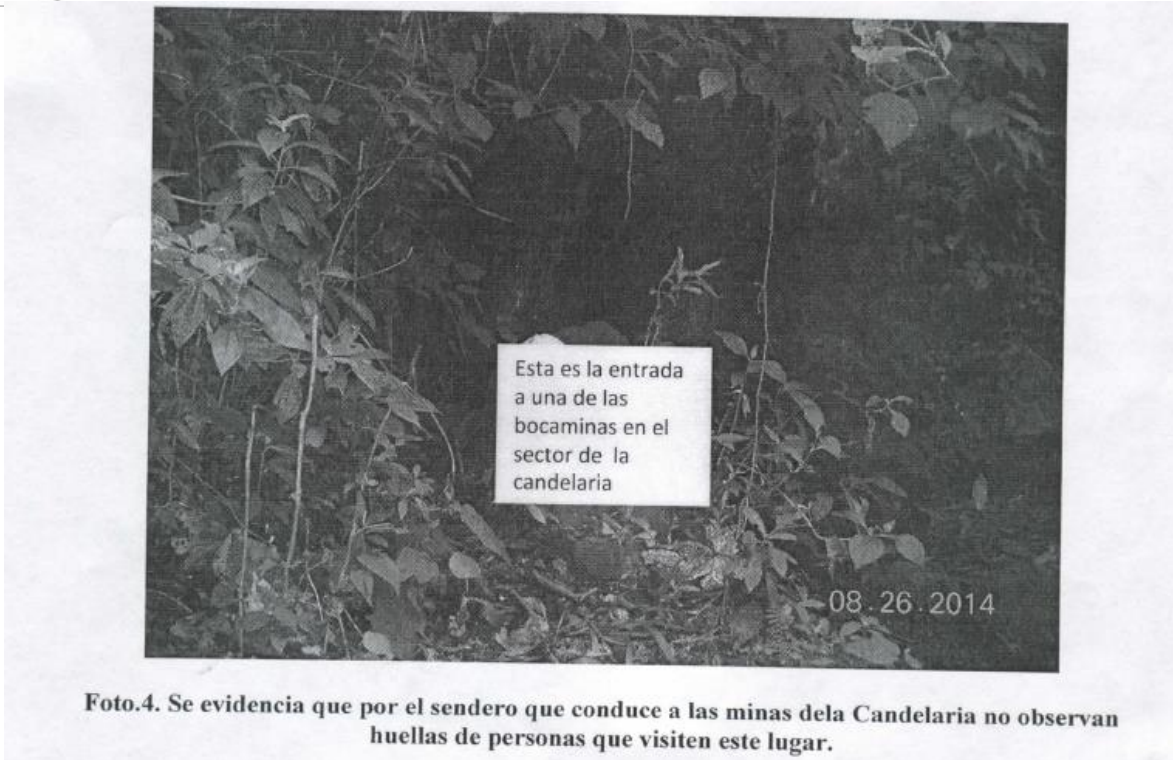 Esta es la entrada
a una de las
bocaminas en el
sector de la
candelaria
08.26.2014
Foto.4. Se evidencia que por el sendero que conduce a las minas dela Candelaria no observan
huellas de personas que visiten este lugar.